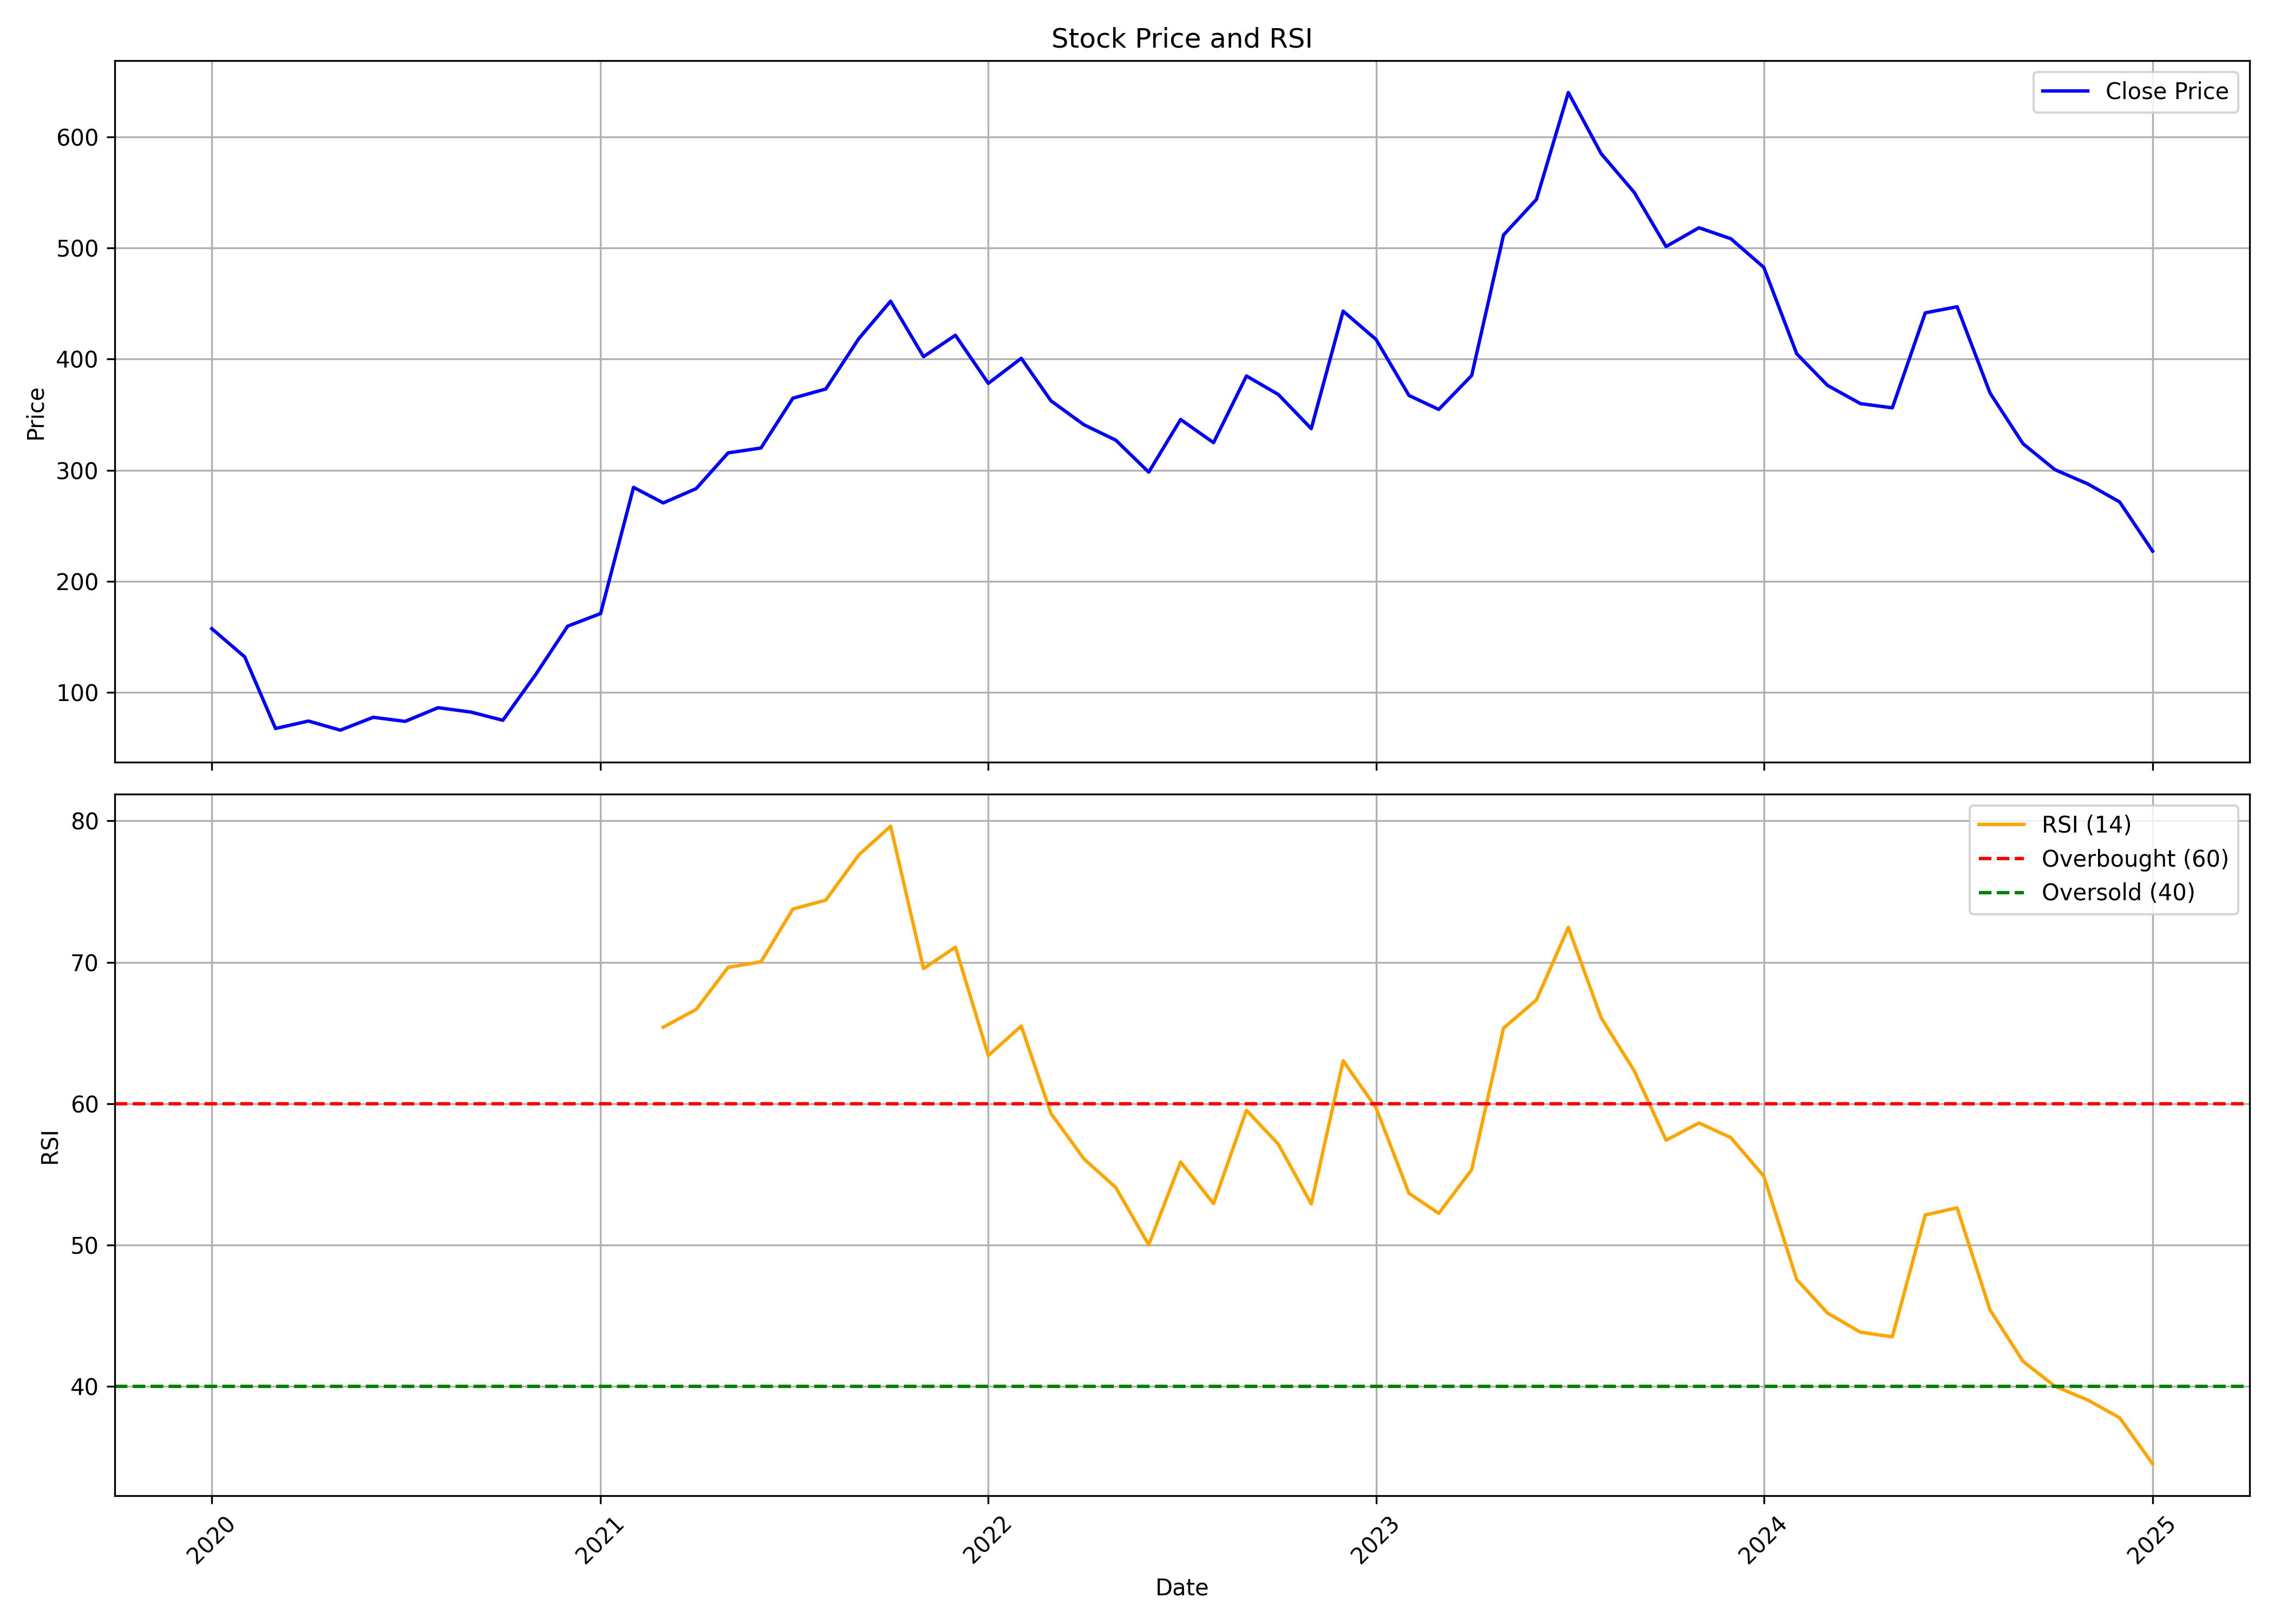 Stock Price and RSI
Close Price
600
500
400
300
200
100
Price
RSI (14)
Overbought (60)
Oversold (40)
80
70
60
50
40
RSI
2020
2021
2022
2023
2024
2025
Date